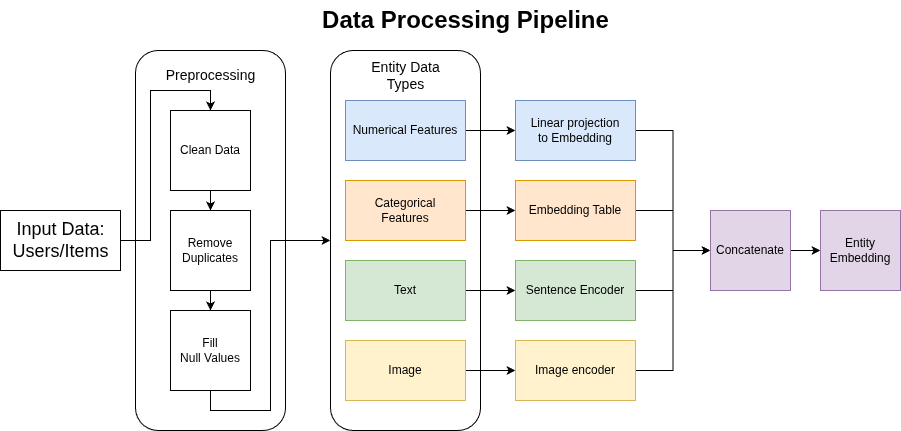 Data Processing Pipeline
Input Data:
Users/Items
Preprocessing
Clean Data
Remove
Duplicates
Fill
Null Values
Entity Data
Types
Numerical Features
Categorical
Features
Text
Image
Linear projection
to Embedding
Embedding Table
Sentence Encoder
Image encoder
Concatenate
Entity
Embedding